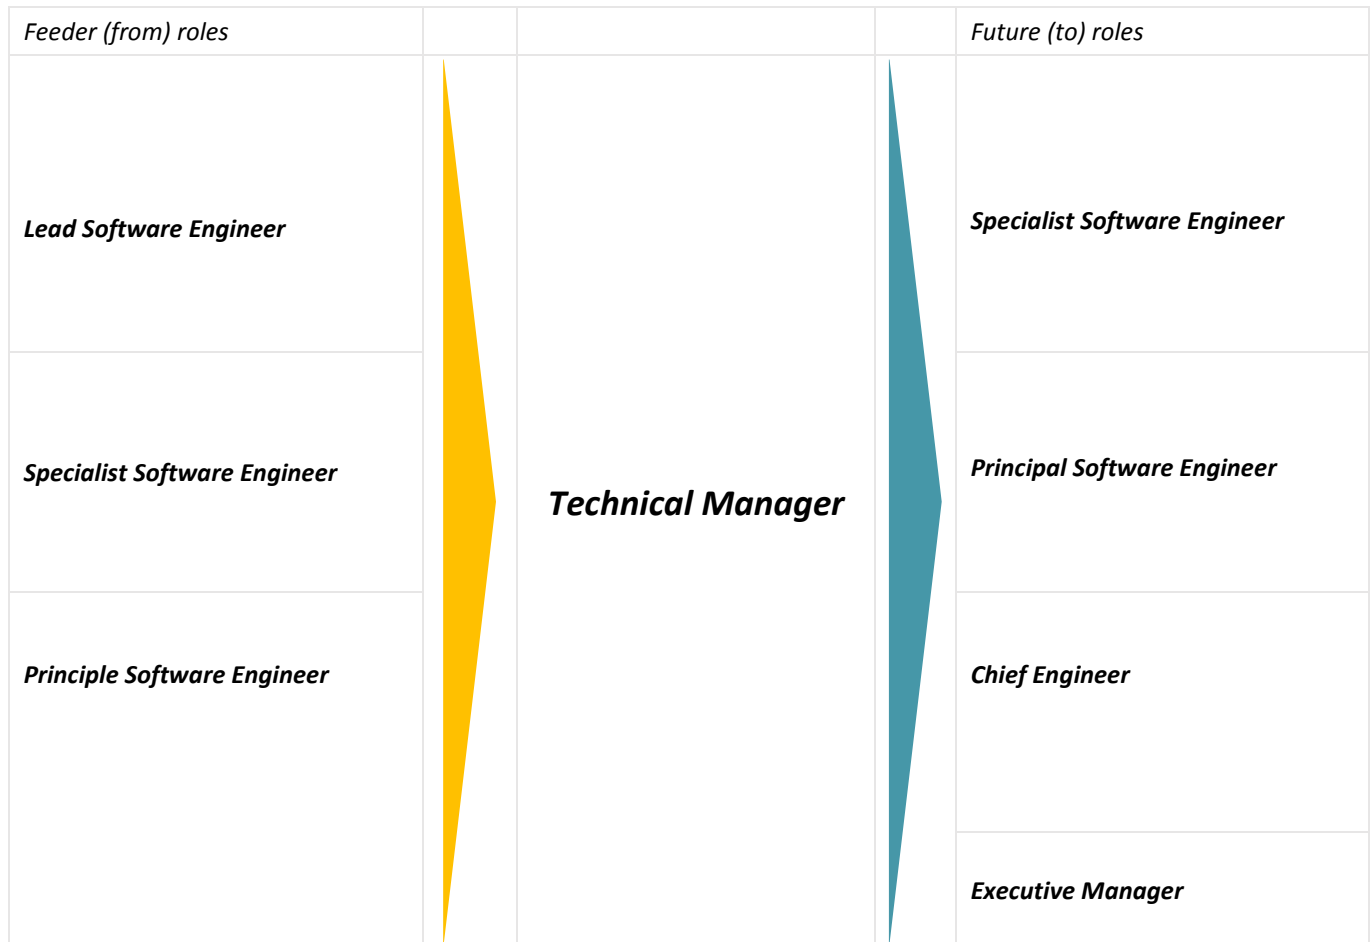 Feeder (from) roles
Future (to) roles
Lead Software Engineer
Specialist Software Engineer
Specialist Software Engineer
Principal Software Engineer
Technical Manager
Principle Software Engineer
Chief Engineer
Executive Manager